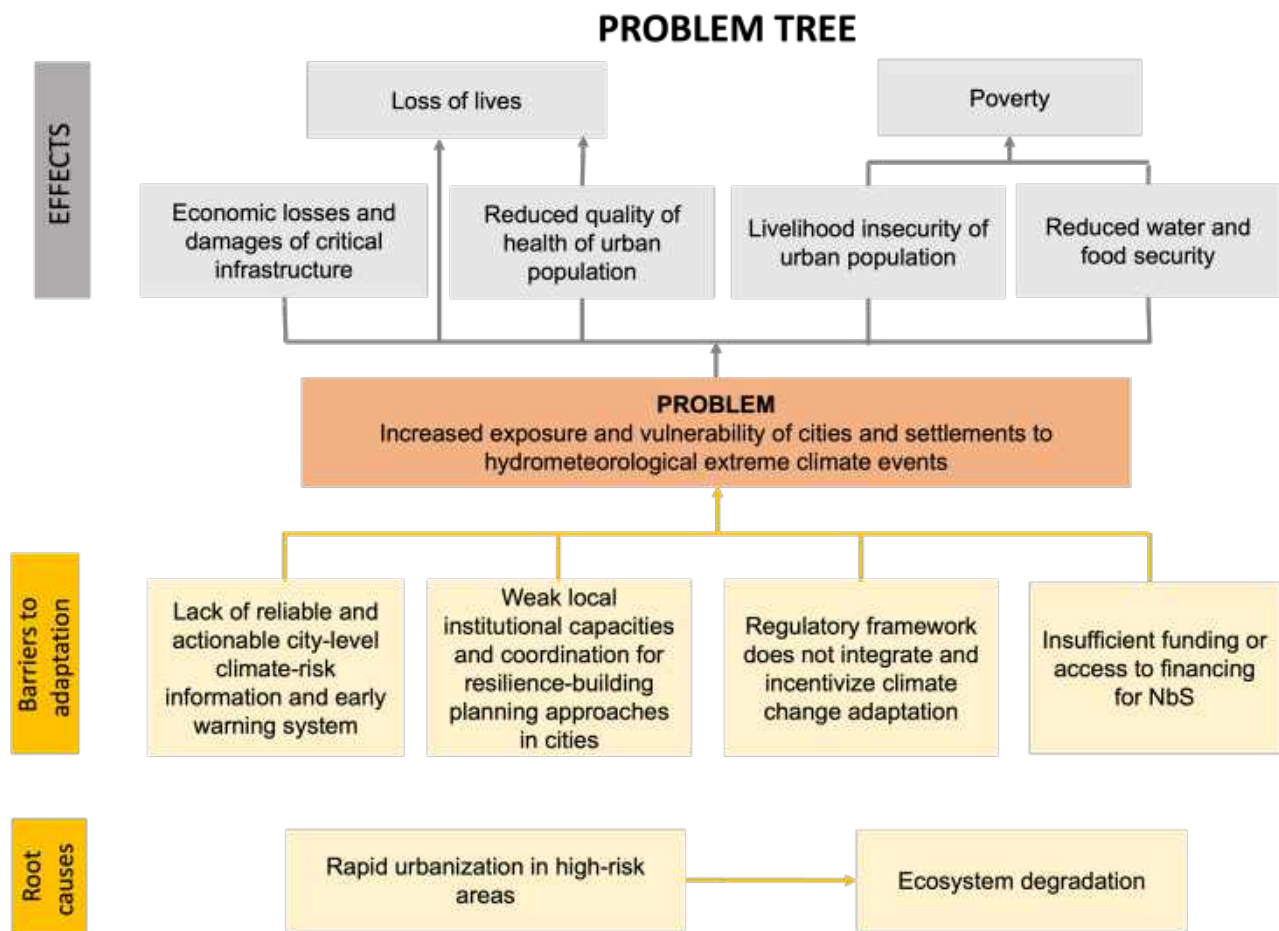 PROBLEM TREE
EFFECTS
Loss of lives
Poverty
Economic losses and
damages of critical
infrastructure
Reduced quality of
health of urban
population
Livelihood insecurity of
urban population
Reduced water and
food security
PROBLEM
Increased exposure and vulnerability of cities and settlements to
hydrometeorological extreme climate events
Barriers to
adaptation
Lack of reliable and
actionable city-level
climate-risk
information and early
warning system
Weak local
institutional capacities
and coordination for
resilience-building
planning approaches
in cities
Regulatory framework
does not integrate and
incentivize climate
change adaptation
Insufficient funding or
access to financing
for NbS
Root
causes
Rapid urbanization in high-risk
areas
Ecosystem degradation